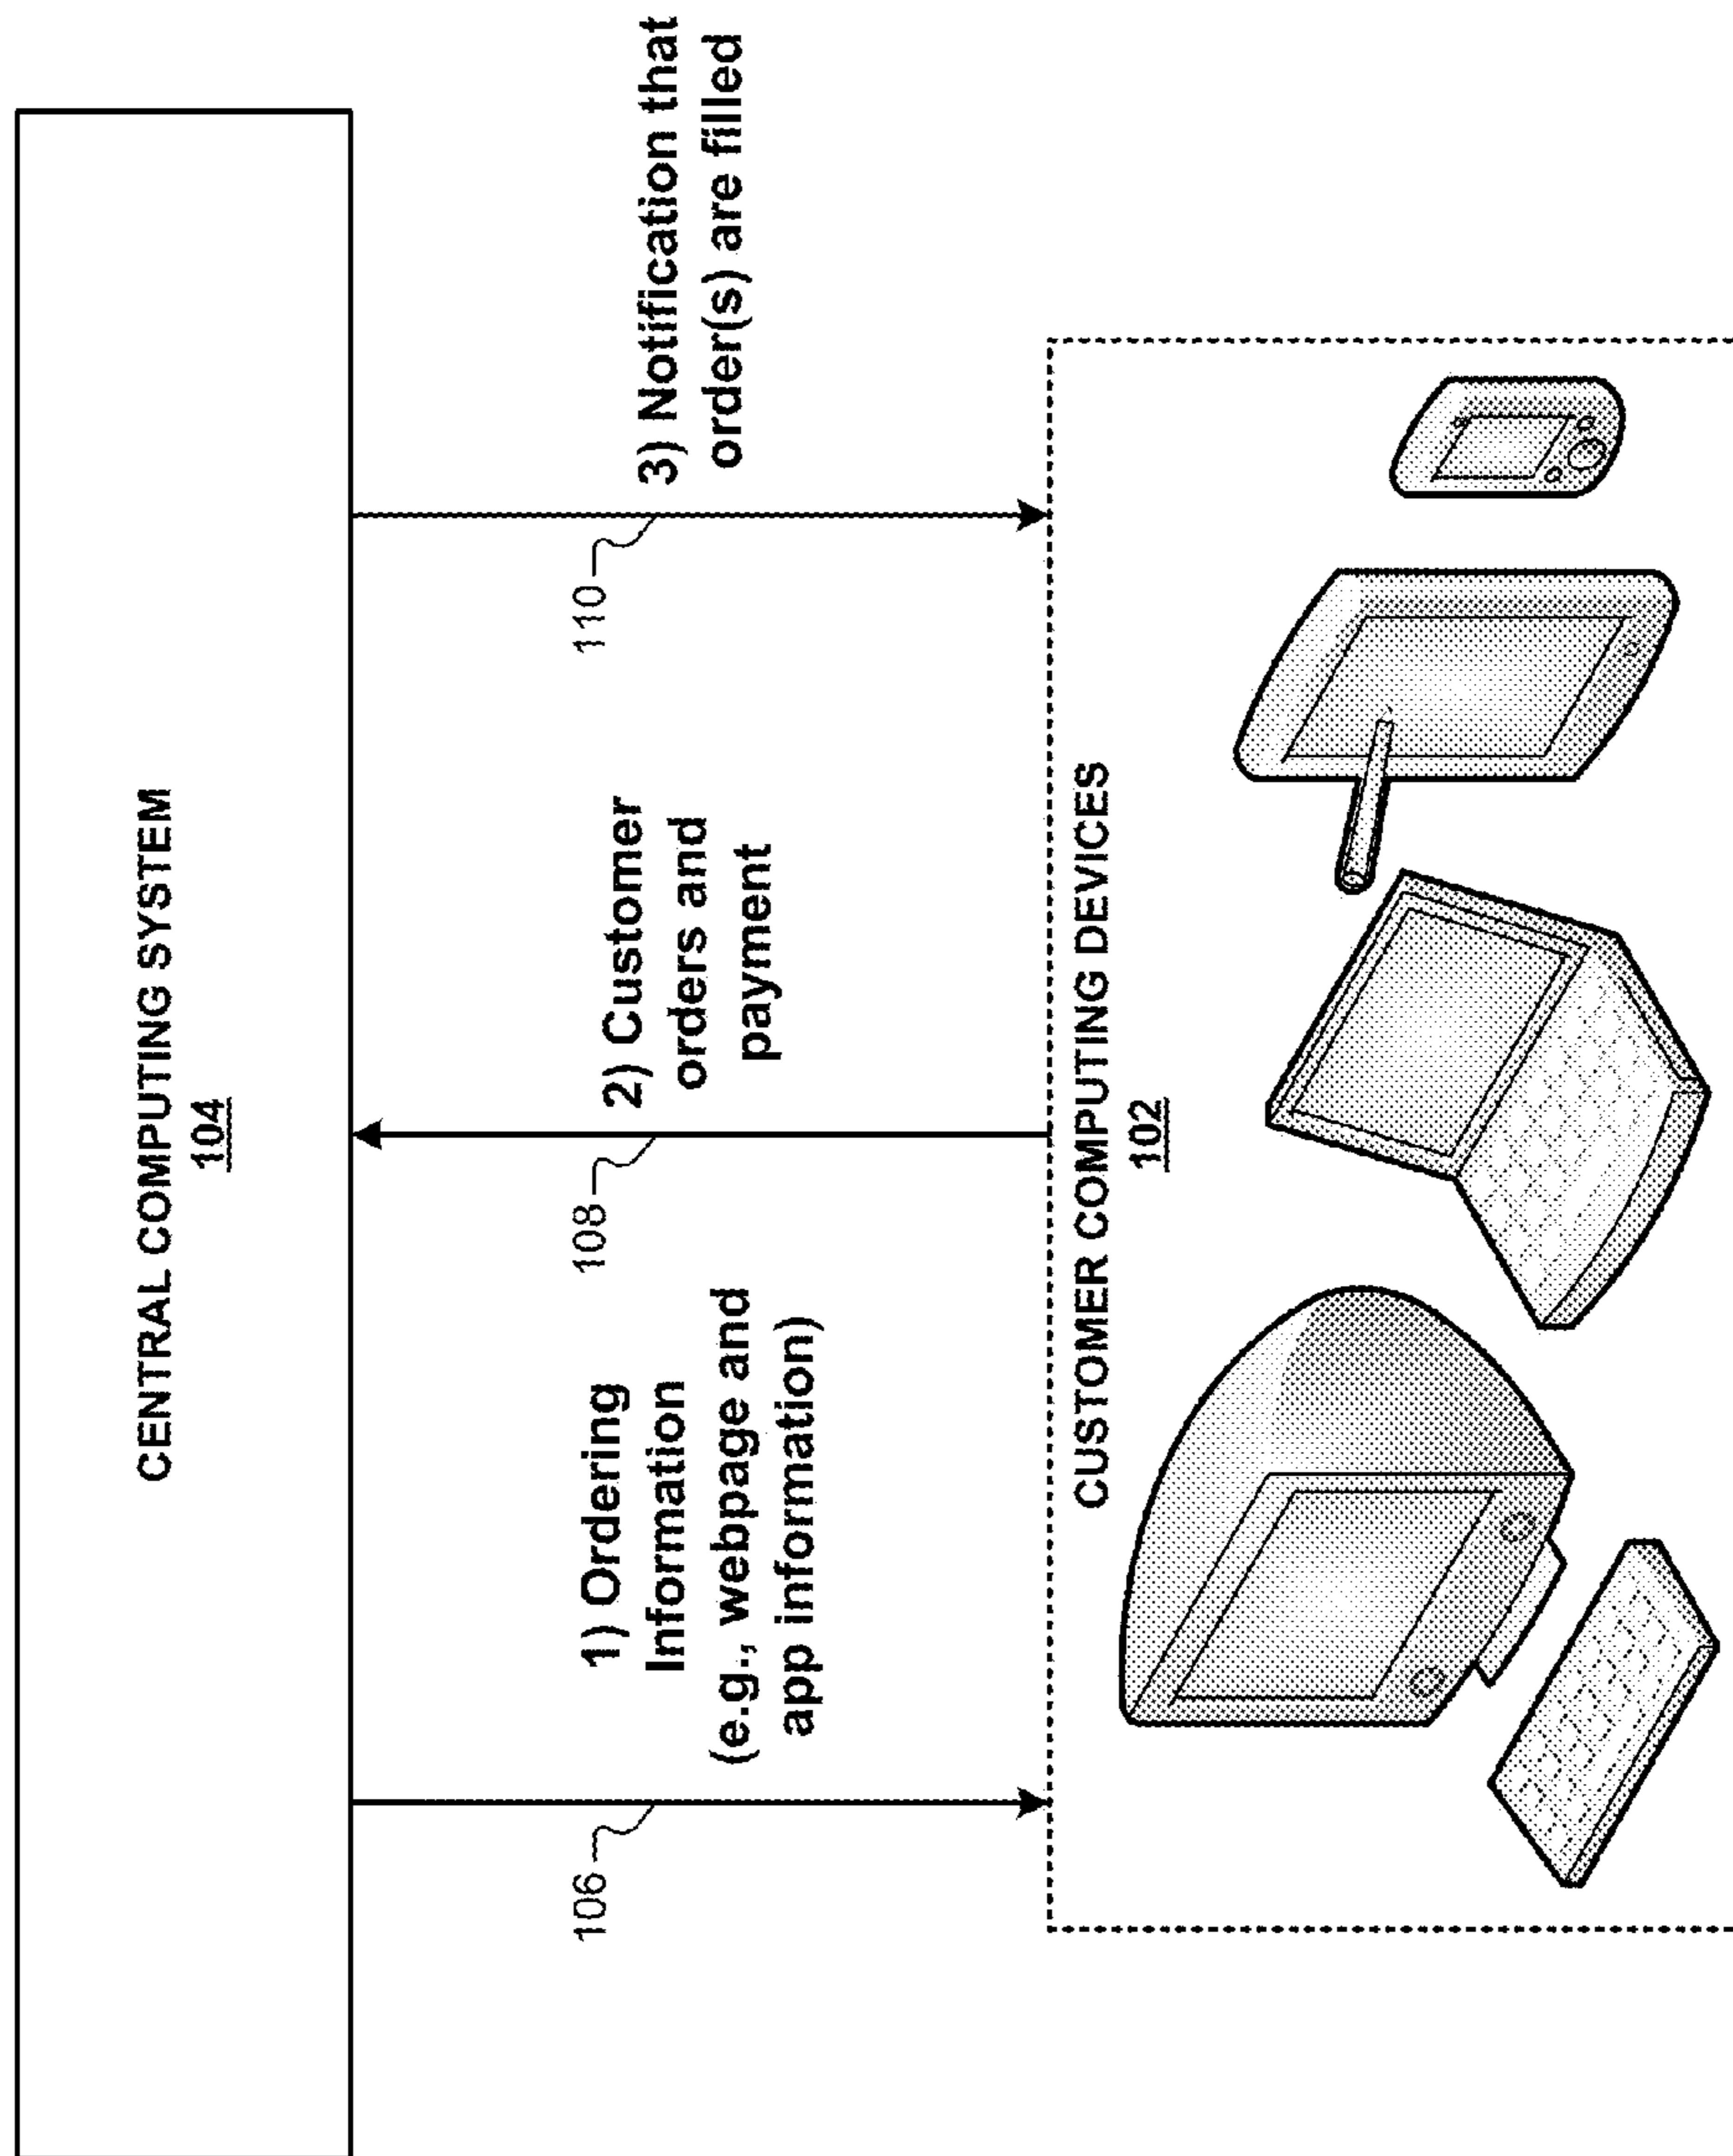 CENTRAL COMPUTING SYSTEM
104
106
1) Ordering
Information
(e.g., webpage and
app information)
108
2) Customer
orders and
payment
110
3) Notification that
order(s) are filled
CUSTOMER COMPUTING DEVICES
102